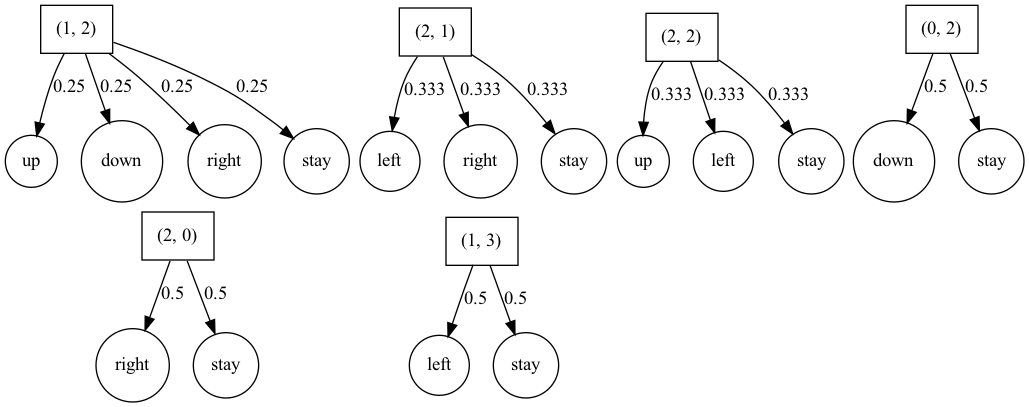 (1, 2) (2, 1) (2, 2) (0, 2)
0.25 0.25 0.25 0.25 0.333 0.333 0.333 0.333 0.333 0.333 0.5 0.5
up down right stay left right stay up left stay down stay
(2, 0) (1, 3)
0.5 0.5 0.5 0.5
right stay left stay